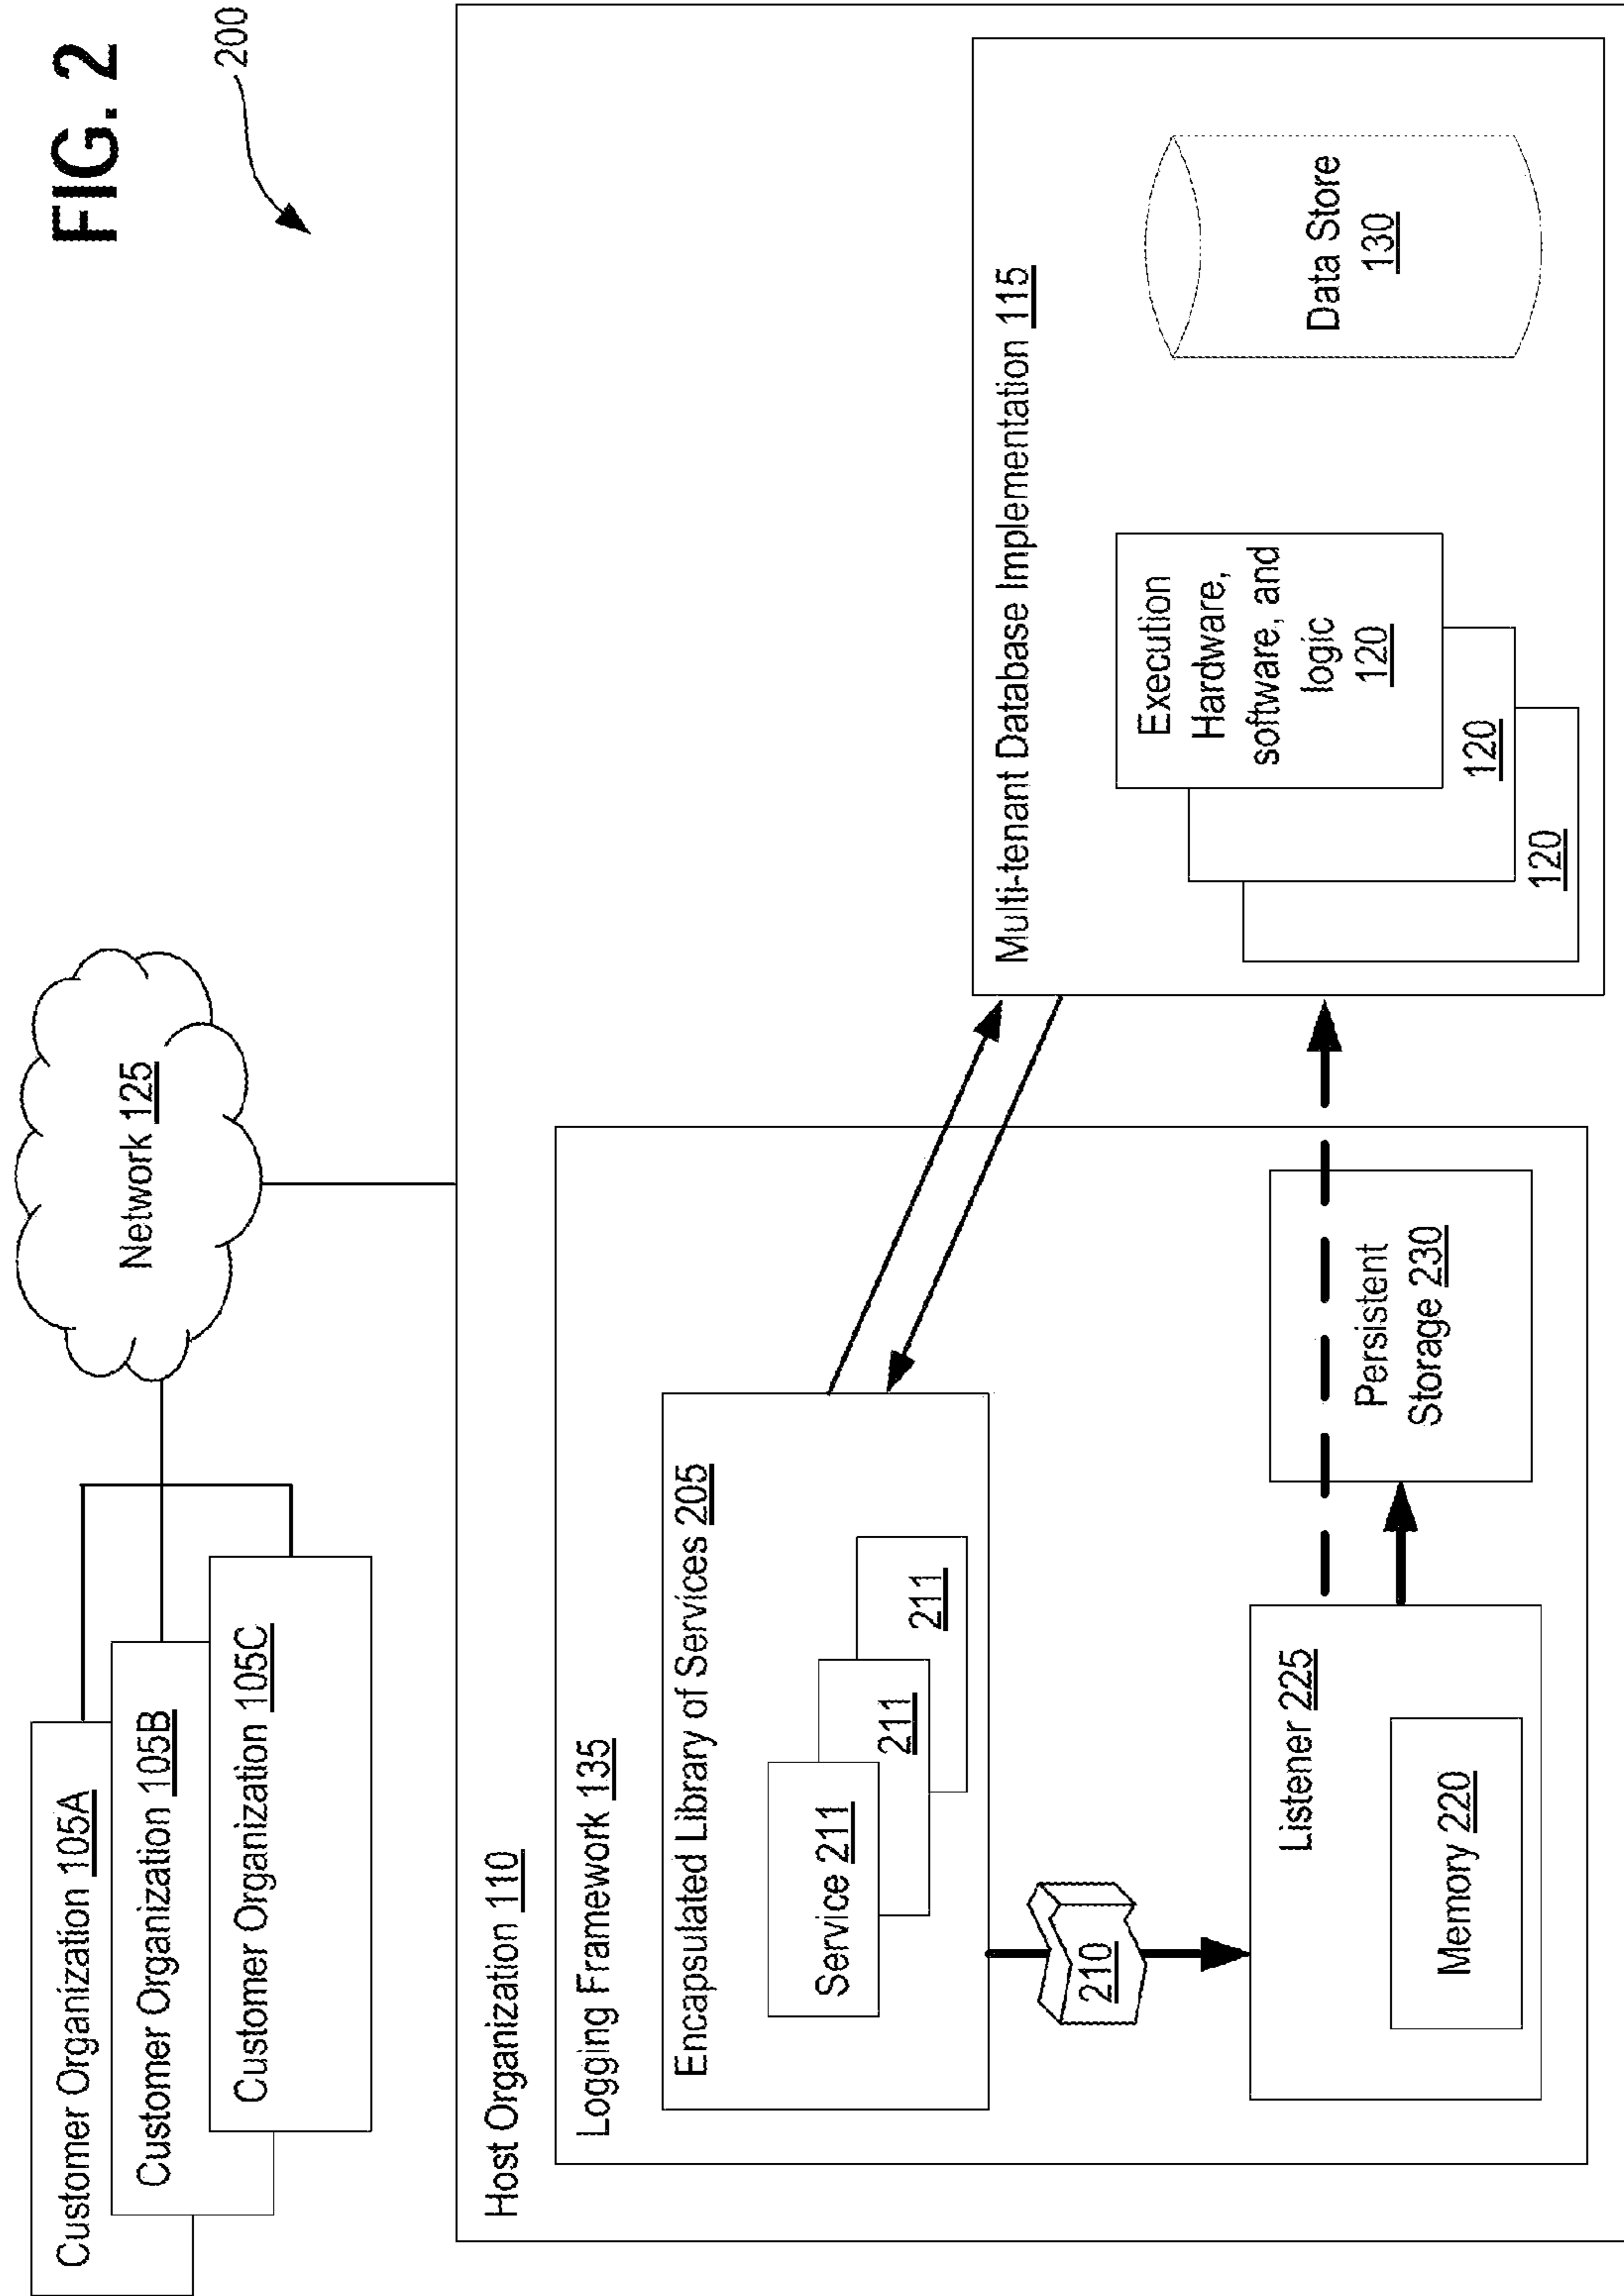 FIG. 2
200
Customer Organization 105A
Customer Organization 105B
Customer Organization 105C
Network 125
Host Organization 110
Logging Framework 135
Encapsulated Library of Services 205
Service 211
211
211
210
Listener 225
Memory 220
Persistent
Storage 230
Multi-tenant Database Implementation 115
Execution
Hardware,
software, and
logic
120
120
120
Data Store
130